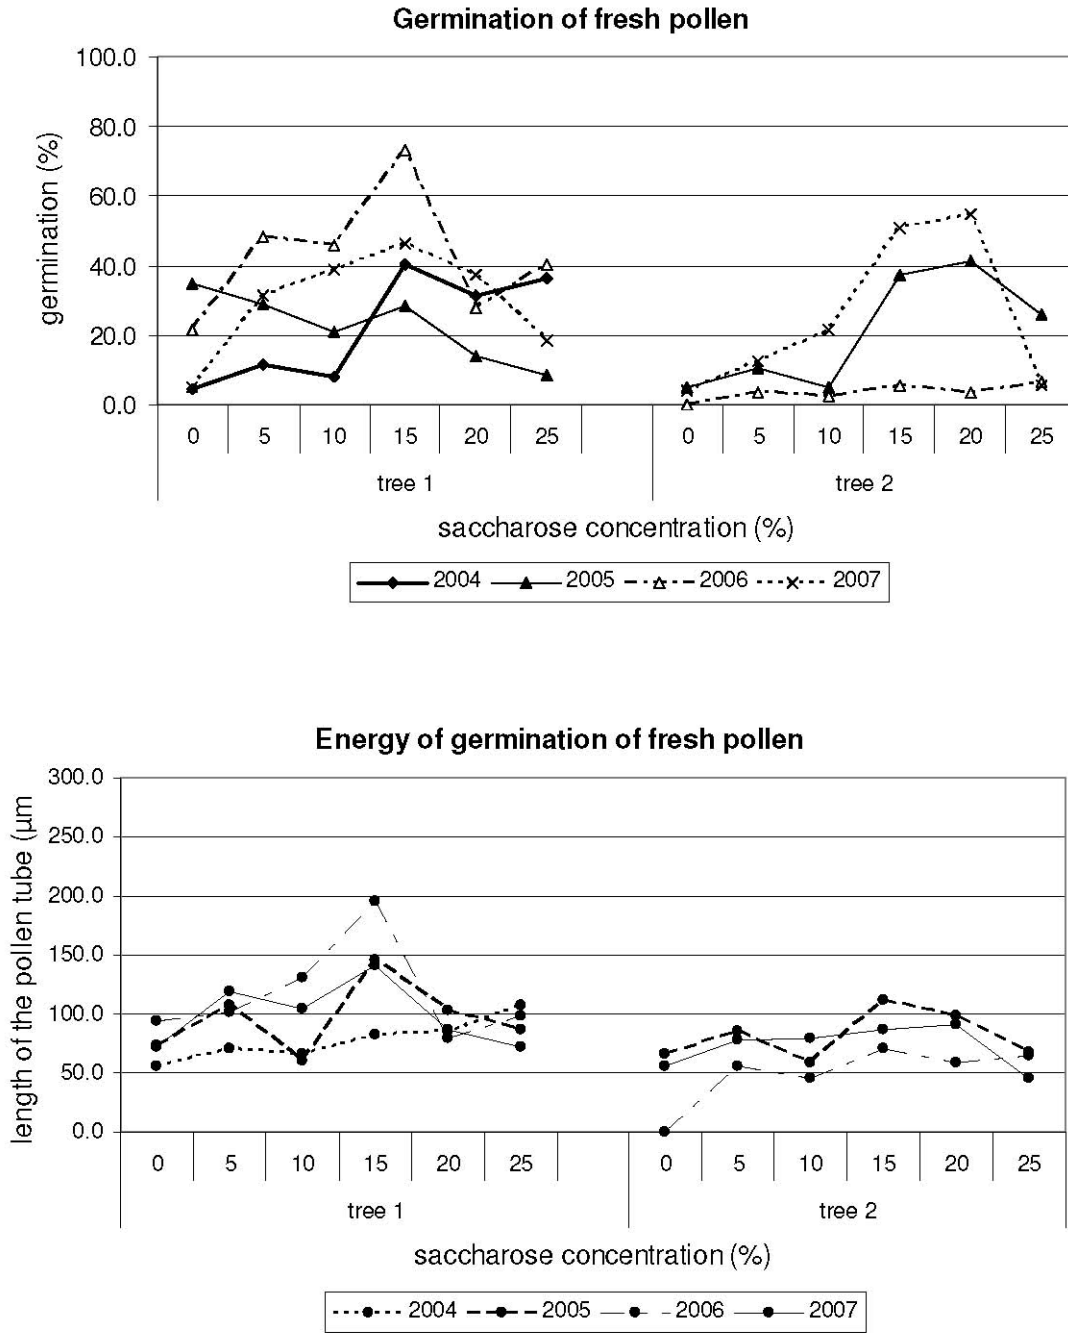 Germination of fresh pollen
100.0
80.0
60.0
40.0
20.0
0.0
germination (%)
0 5 10 15 20 25 0 5 10 15 20 25
tree 1 tree 2
saccharose concentration (%)
2004 2005 2006 2007
Energy of germination of fresh pollen
300.0
250.0
200.0
150.0
100.0
50.0
0.0
length of the pollen tube (µm
0 5 10 15 20 25 0 5 10 15 20 25
tree 1 tree 2
saccharose concentration (%)
2004 2005 2006 2007